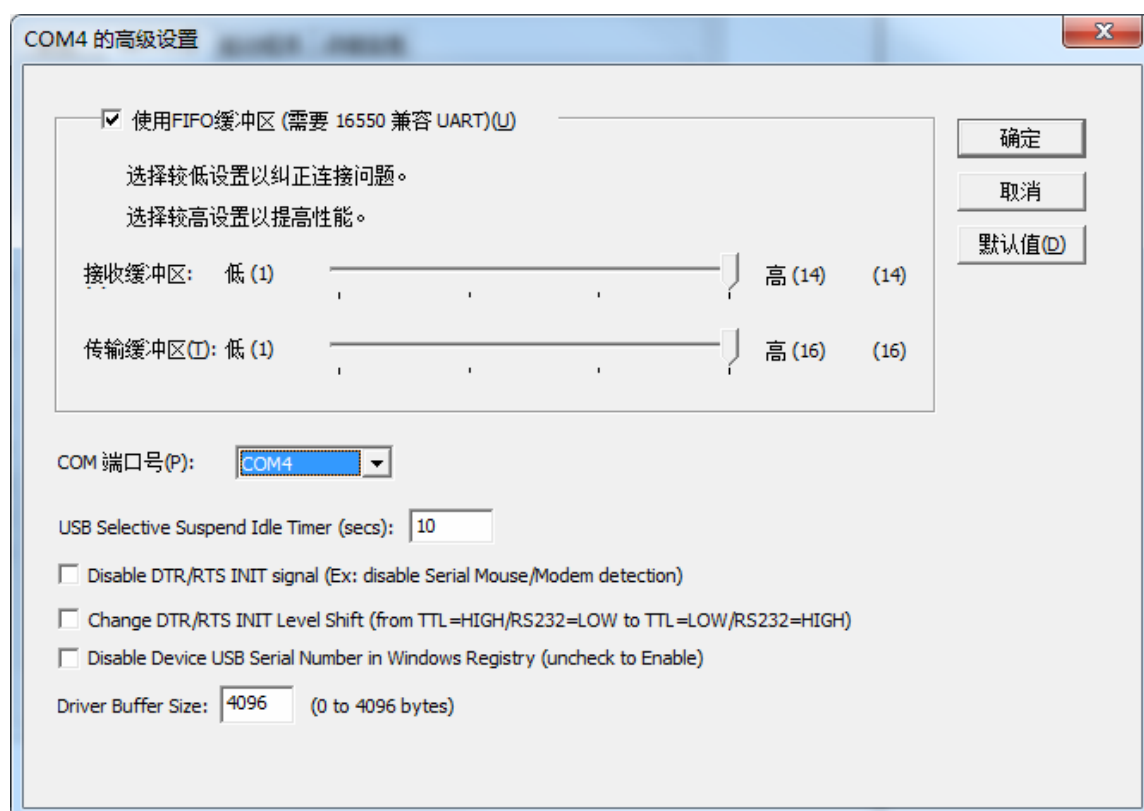 COM4 的高级设置
使用FIFO缓冲区 (需要 16550 兼容 UART)(U)
确定
选择较低设置以纠正连接问题。
取消
选择较高设置以提高性能。
默认值(D)
接收缓冲区: 低 (1) 高 (14) (14)
传输缓冲区(T): 低 (1) 高 (16) (16)
COM 端口号(P): COM4
USB Selective Suspend Idle Timer (secs): 10
Disable DTR/RTS INIT signal (Ex: disable Serial Mouse/Modem detection)
Change DTR/RTS INIT Level Shift (from TTL=HIGH/RS232=LOW to TTL=LOW/RS232=HIGH)
Disable Device USB Serial Number in Windows Registry (uncheck to Enable)
Driver Buffer Size: 4096 (0 to 4096 bytes)